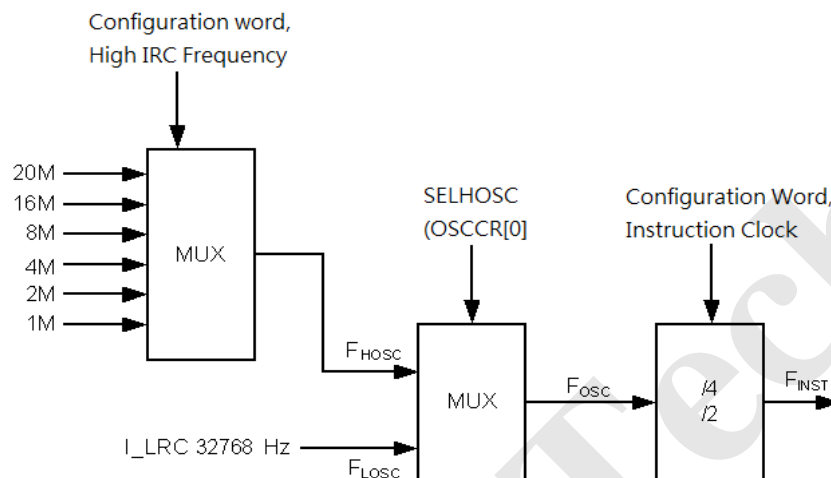 Configuration word,
High IRC Frequency
20M
16M
8M
4M
2M
1M
MUX
SELHOSC
(OSCCR[0]
Configuration Word,
Instruction Clock
FHOSC
MUX
FOSC
/4
/2
FINST
I_LRC 32768 Hz
FLOSC
Tech